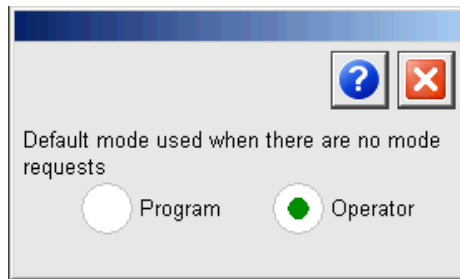 ?
Default mode used when there are no mode
requests
Program Operator